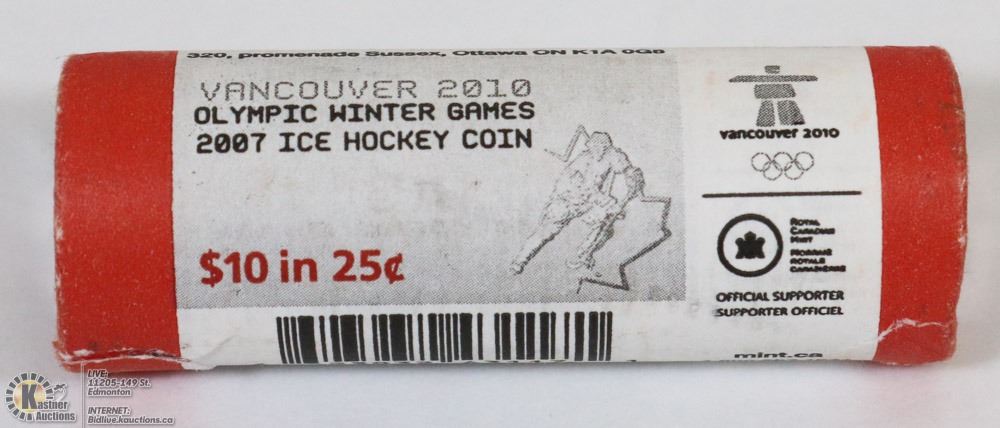 320, promenade Sussex, Ottawa ON K1A 0G8
VANCOUVER 2010
OLYMPIC WINTER GAMES
2007 ICE HOCKEY COIN
$10 in 25¢
vancouver 2010
ROYAL
CANADIAN
MINT
MONNAIE
ROYALE
CANADIENNE
OFFICIAL SUPPORTER
SUPPORTER OFFICIEL
mint.ca
Kastner
Auctions
LIVE:
11205-149 St.
Edmonton
INTERNET:
Bidlive.kauctions.ca